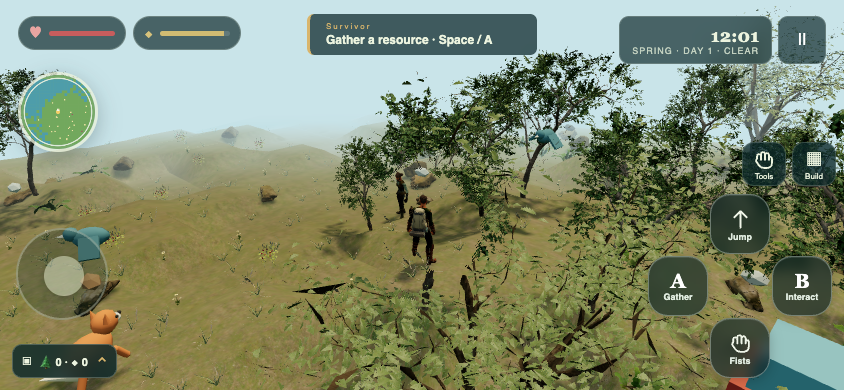 Survivor
Gather a resource · Space / A
12:01
SPRING · DAY 1 · CLEAR
Tools
Build
Jump
A
Gather
B
Interact
Fists
0 · ◆ 0